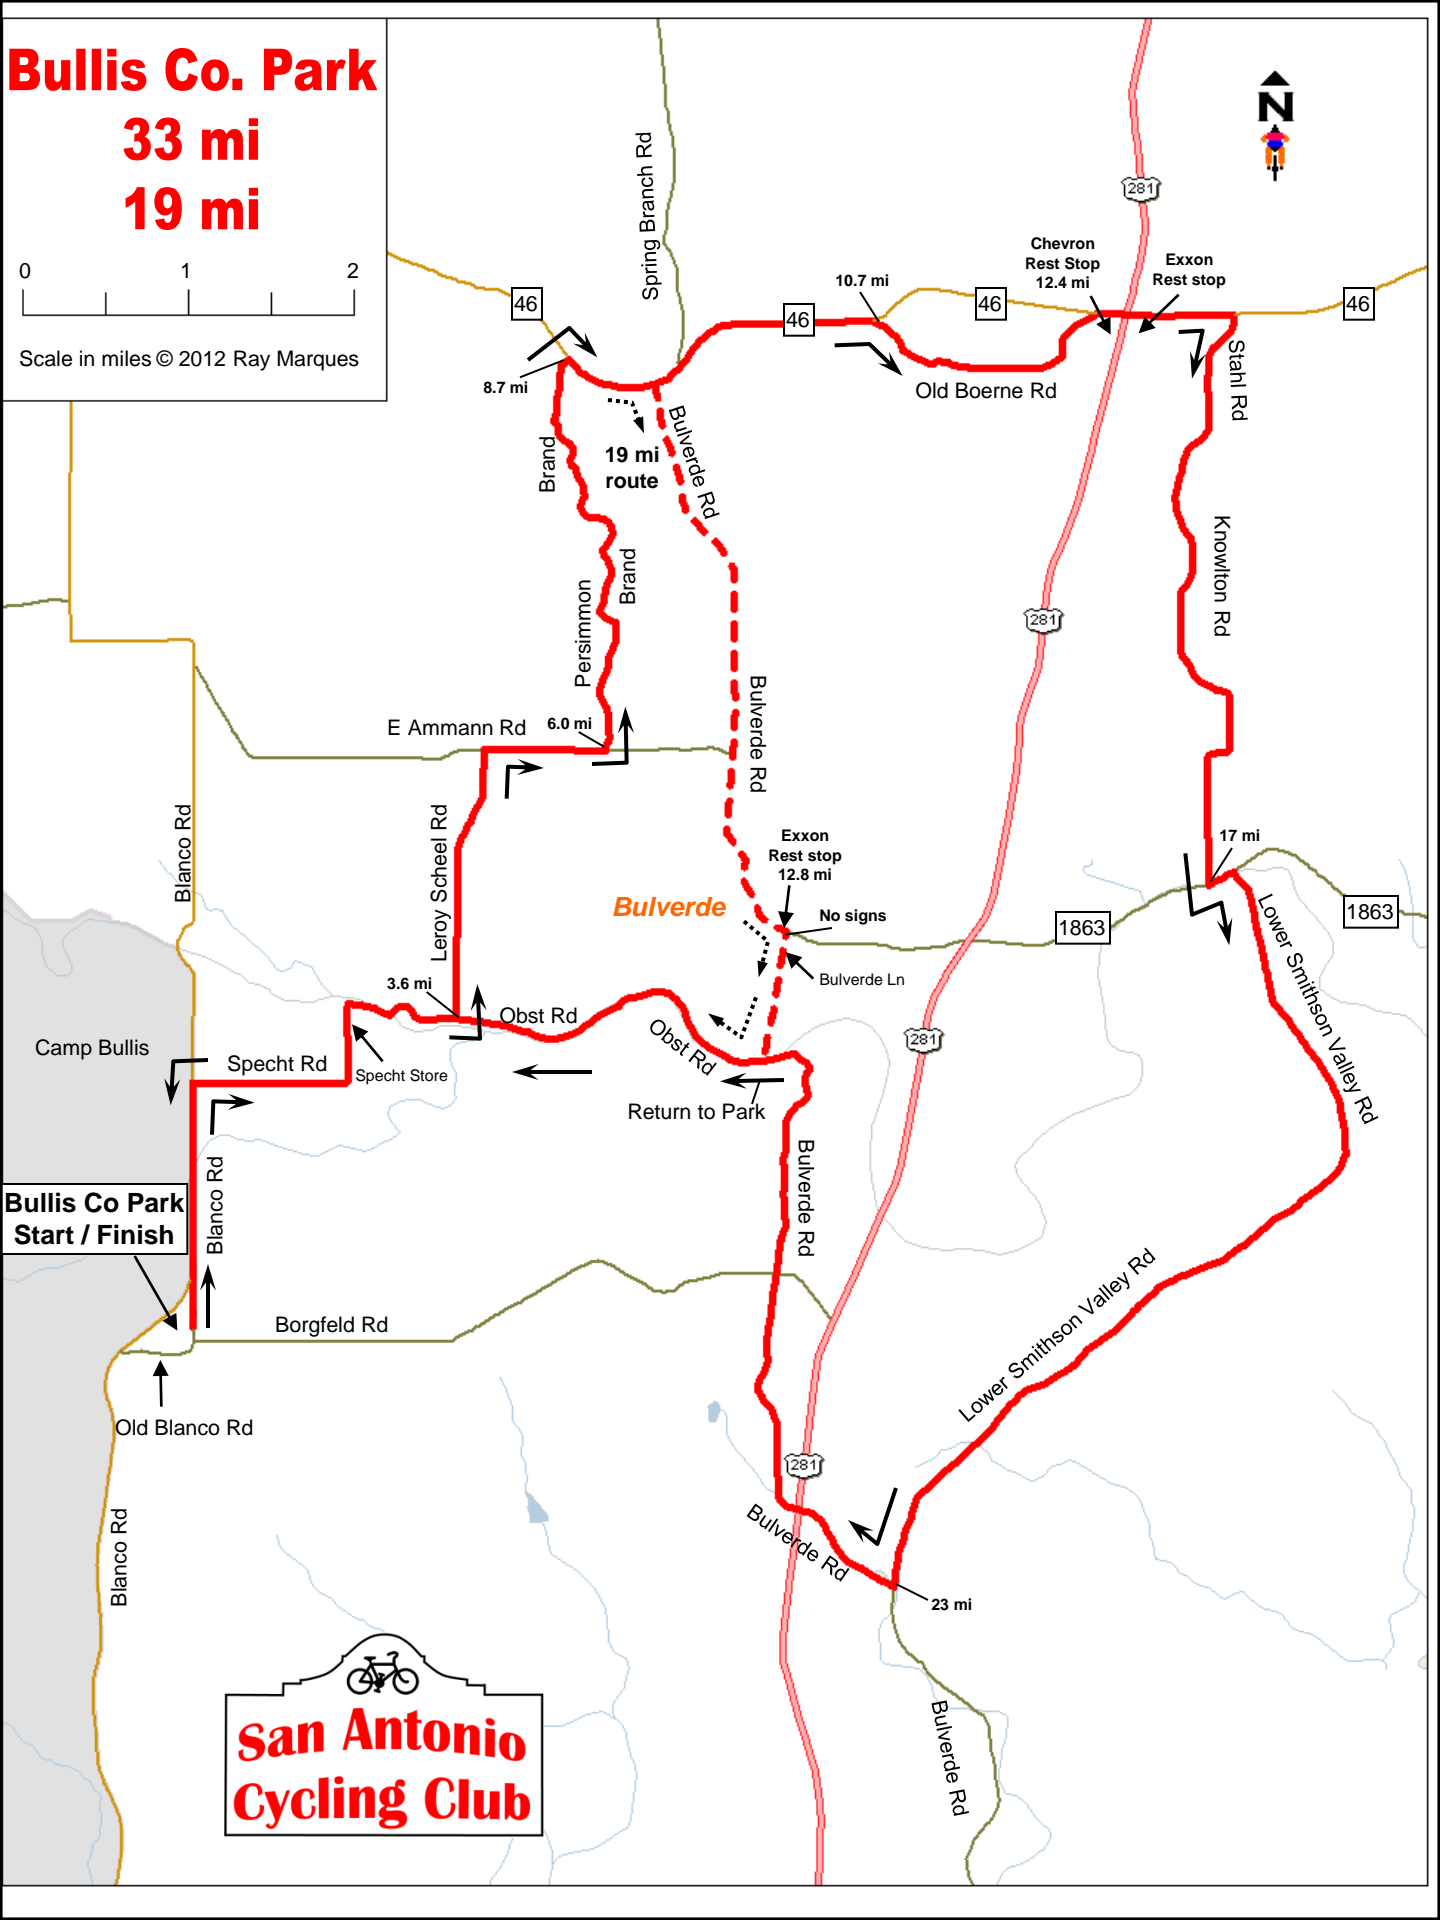 Bullis Co. Park
33 mi
19 mi
0 1 2
Scale in miles © 2012 Ray Marques
N
281
Spring Branch Rd
Chevron
Rest Stop
12.4 mi
Exxon
Rest stop
10.7 mi
46
46
46
46
8.7 mi
Old Boerne Rd
Stahl Rd
Bulverde Rd
Brand
19 mi
route
Knowlton Rd
Brand
Persimmon
281
Bulverde Rd
E Ammann Rd
6.0 mi
Blanco Rd
Leroy Scheel Rd
Exxon
Rest stop
12.8 mi
17 mi
Bulverde
No signs
1863
1863
Lower Smithson Valley Rd
Bulverde Ln
3.6 mi
Obst Rd
Obst Rd
281
Camp Bullis
Specht Rd
Specht Store
Return to Park
Bulverde Rd
Blanco Rd
Bullis Co Park
Start / Finish
Borgfeld Rd
Lower Smithson Valley Rd
Old Blanco Rd
281
Bulverde Rd
Blanco Rd
23 mi
Bulverde Rd
San Antonio
Cycling Club